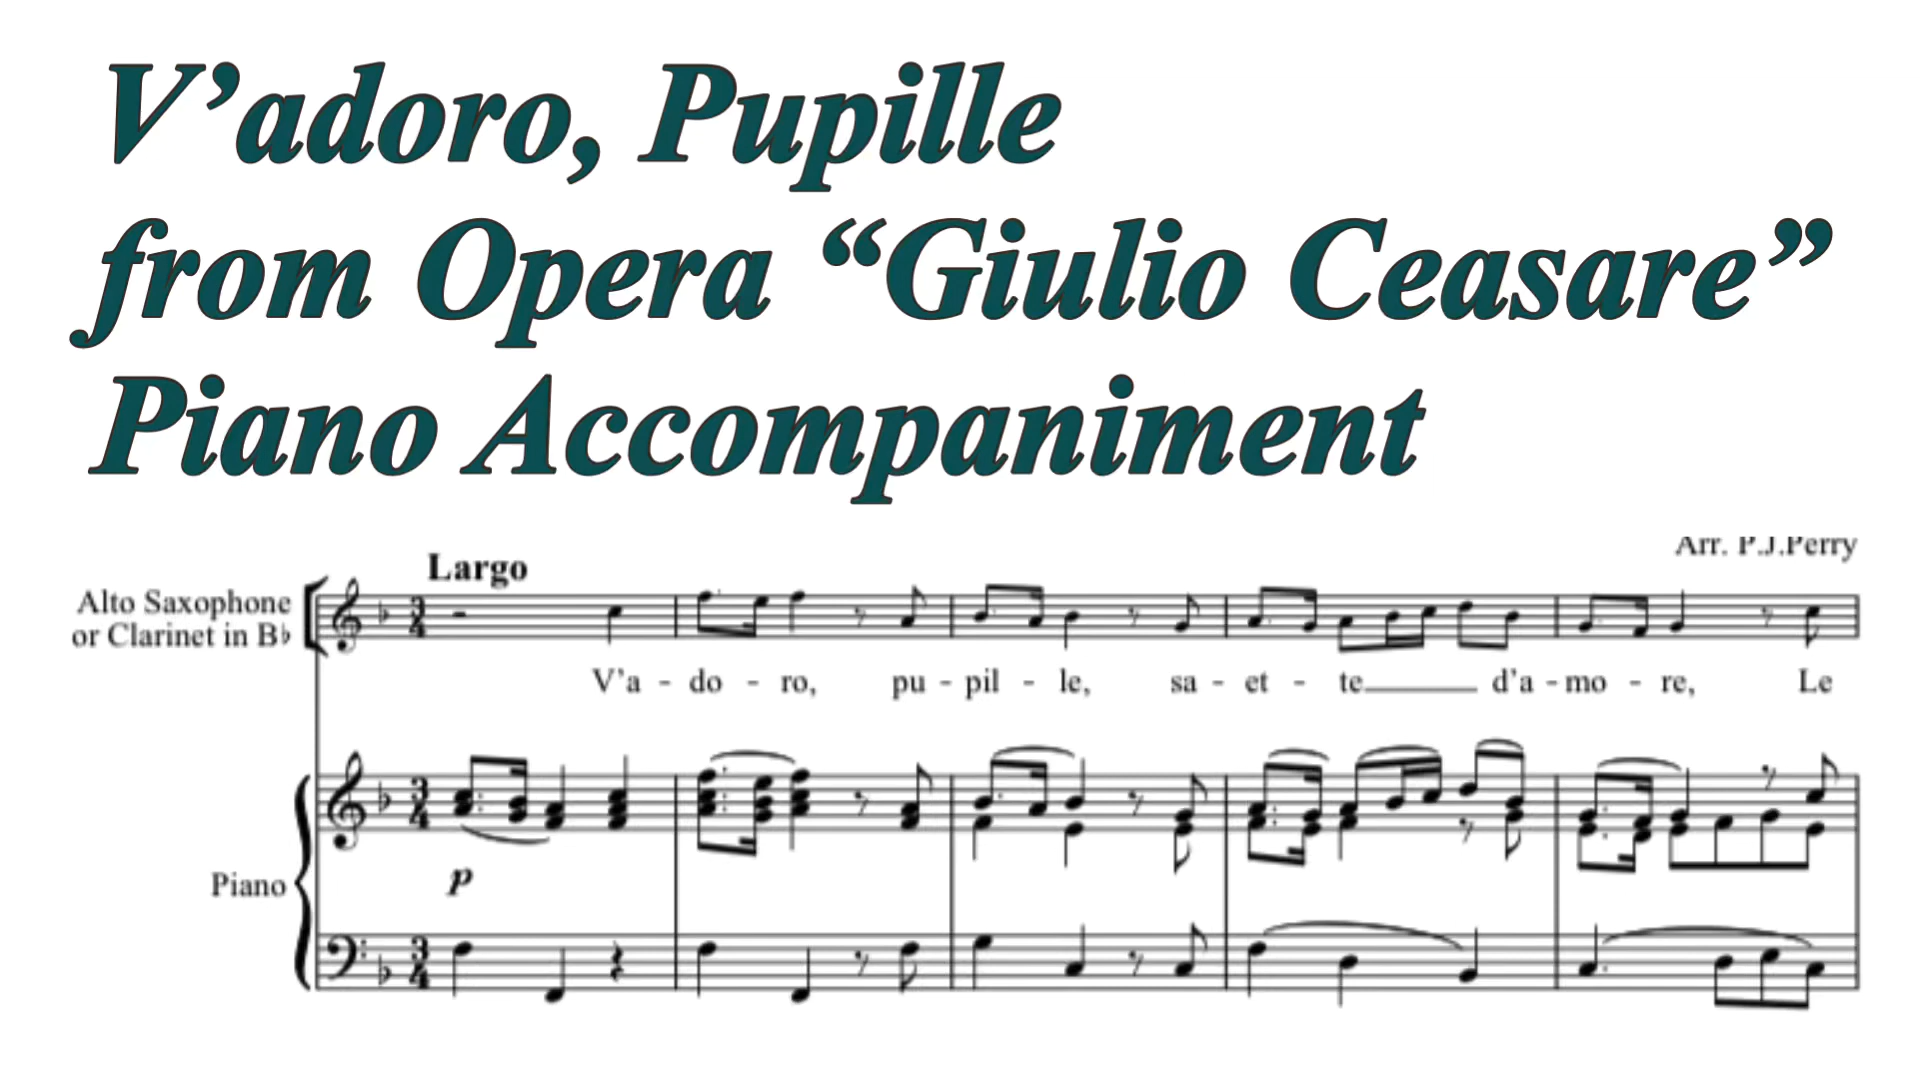 V’adoro, Pupille
from Opera “Giulio Ceasare”
Piano Accompaniment
Arr. P.J.Perry
Largo
Alto Saxophone
or Clarinet in B♭
V’a - do - ro, pu - pil - le, sa - et - te d’a - mo - re, Le
Piano
p